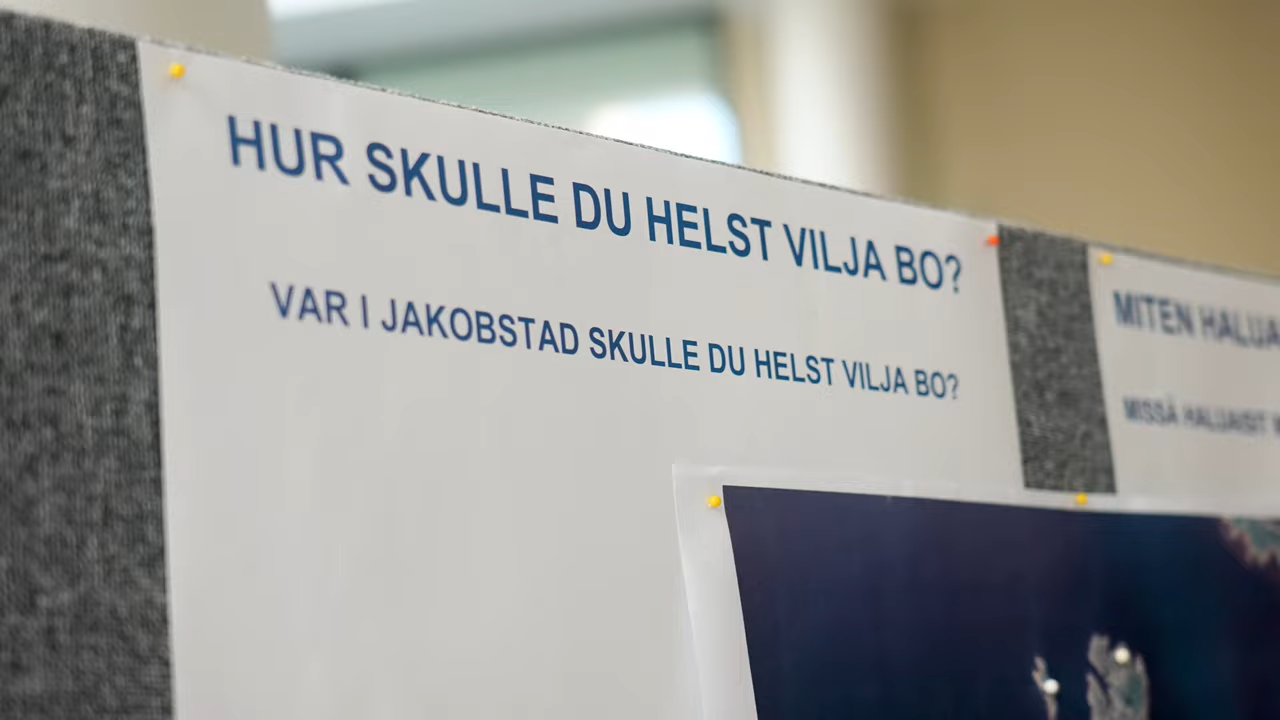 HUR SKULLE DU HELST VILJA BO?
VAR I JAKOBSTAD SKULLE DU HELST VILJA BO?
MITEN HALUA
MISSÄ HALUAISIT